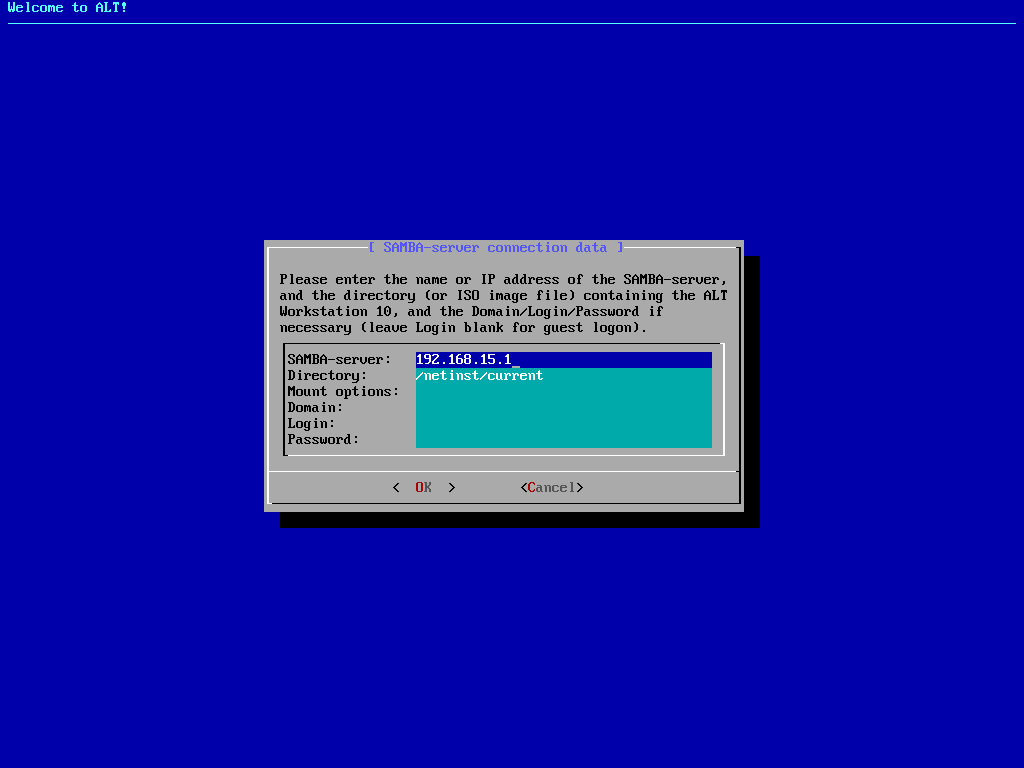 Welcome to ALT!
[ SAMBA-server connection data ]
Please enter the name or IP address of the SAMBA-server,
and the directory (or ISO image file) containing the ALT
Workstation 10, and the Domain/Login/Password if
necessary (leave Login blank for guest logon).
SAMBA-server: 192.168.15.1_
Directory: /netinst/current
Mount options:
Domain:
Login:
Password:
< OK > <Cancel>